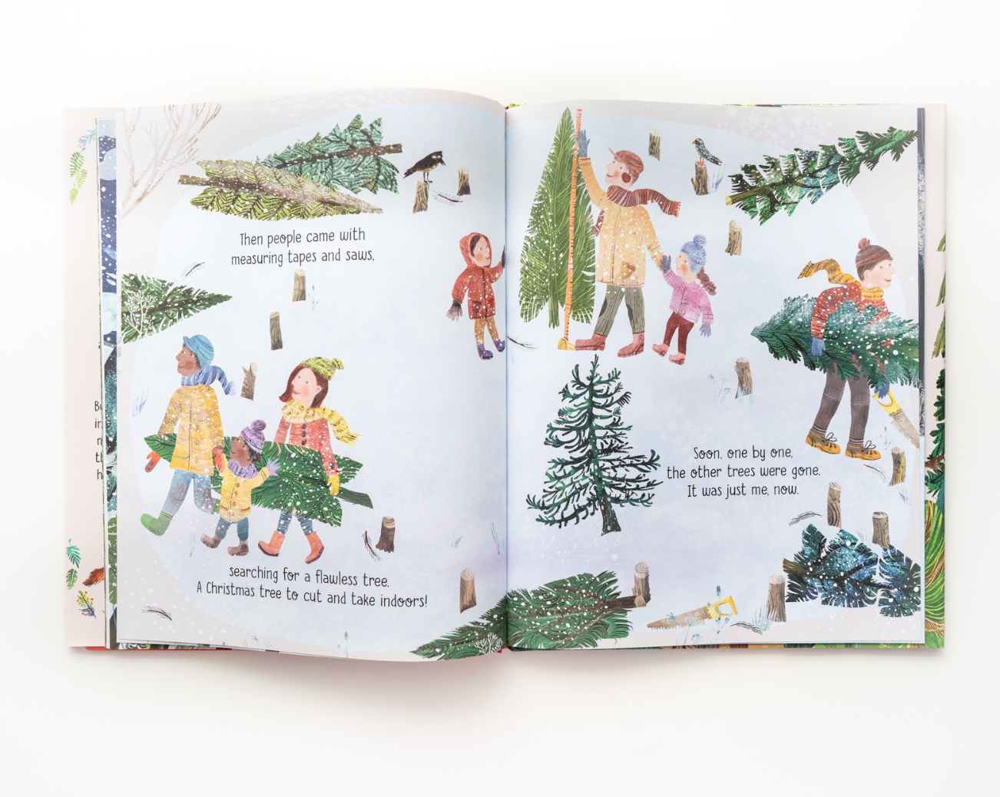 Then people came with
measuring tapes and saws,
searching for a flawless tree.
A Christmas tree to cut and take indoors!
Soon, one by one,
the other trees were gone.
It was just me, now.